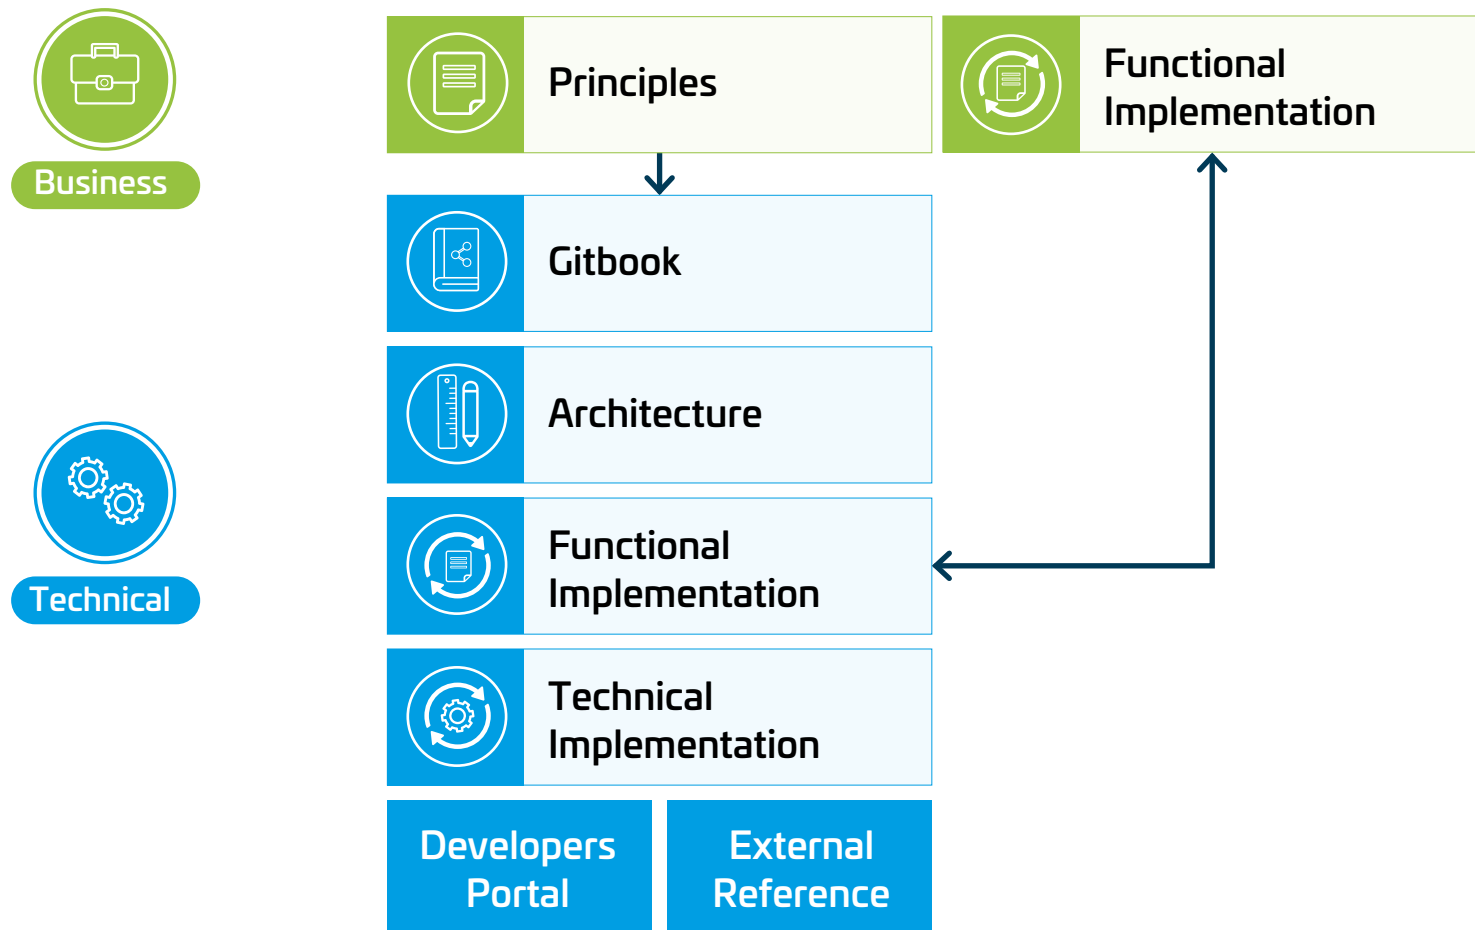 Business
Principles
Functional
Implementation
Gitbook
Architecture
Technical
Functional
Implementation
Technical
Implementation
Developers
Portal
External
Reference